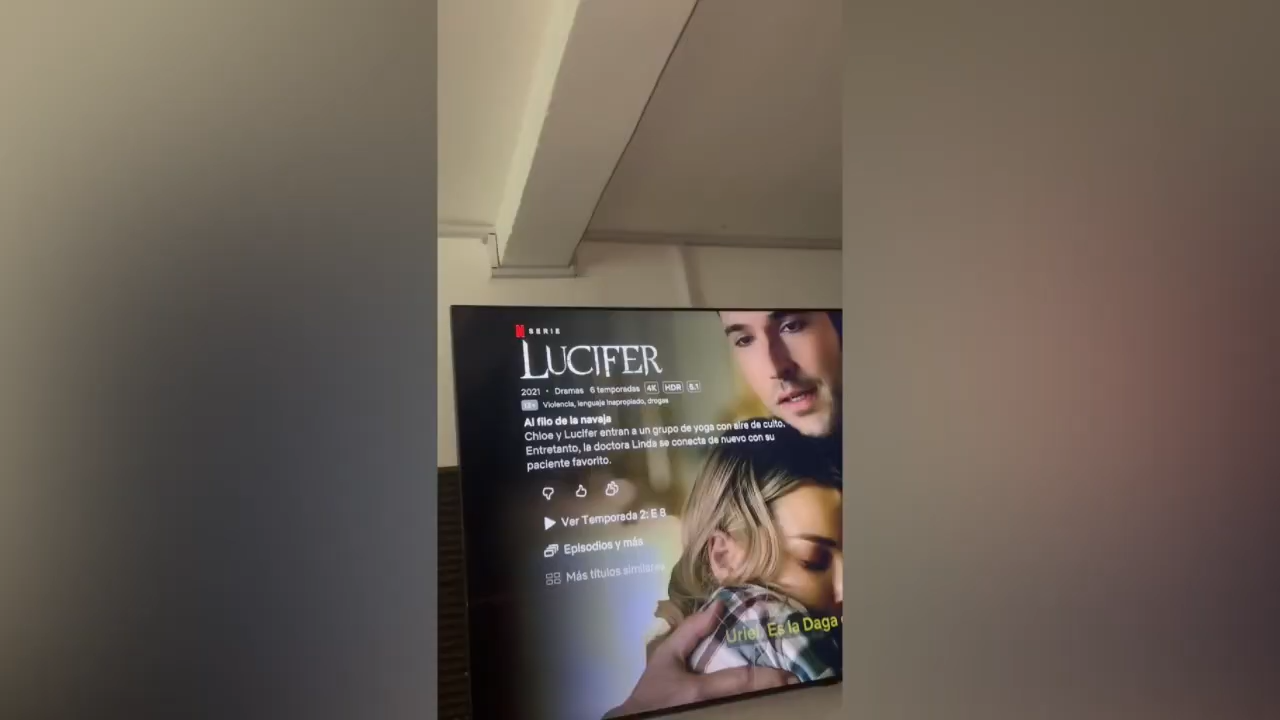 N SERIE
LUCIFER
2021 · Dramas 6 temporadas 4K HDR 5.1
Violencia, lenguaje inapropiado, drogas
Al filo de la navaja
Chloe y Lucifer entran a un grupo de yoga con aire de culto.
Entretanto, la doctora Linda se conecta de nuevo con su
paciente favorito.
Ver Temporada 2: E 8
Episodios y más
Más títulos similares
Uriel. Es la Daga